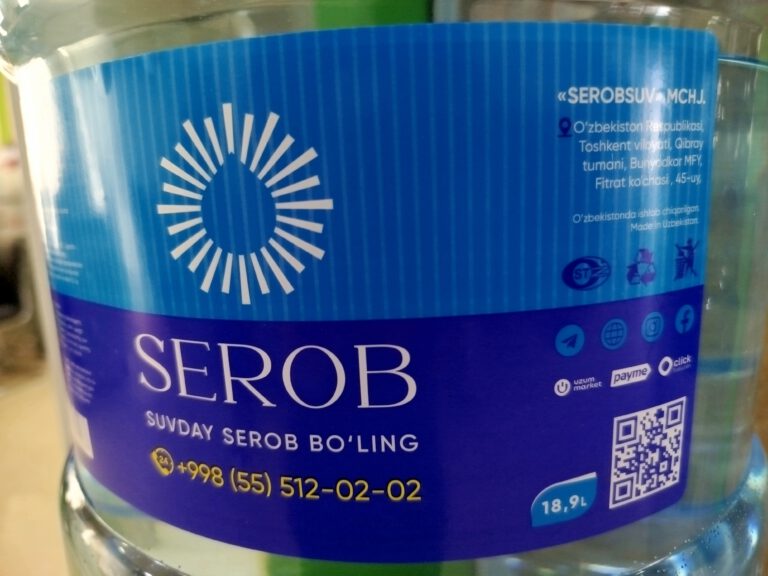 SEROB
SUVDAY SEROB BO‘LING
24
+998 (55) 512-02-02
«SEROBSUV» MCHJ.
O‘zbekiston Respublikasi,
Toshkent viloyati, Qibray
tumani, Bunyodkor MFY,
Fitrat ko‘chasi , 45-uy,
O‘zbekistonda ishlab chiqarilgan.
Made in Uzbekistan.
uzum market
payme
click
18,9L